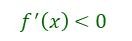 f ′(x) < 0